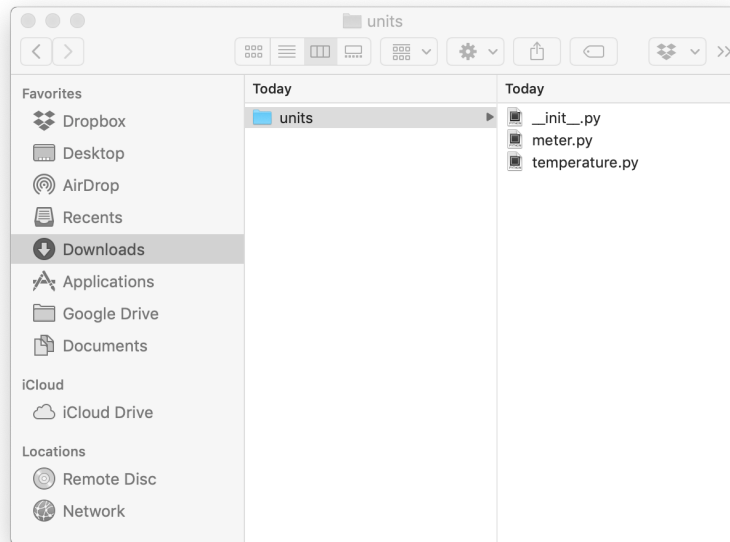 units
Favorites
Dropbox
Desktop
AirDrop
Recents
Downloads
Applications
Google Drive
Documents
iCloud
iCloud Drive
Locations
Remote Disc
Network
Today
units
Today
__init__.py
meter.py
temperature.py